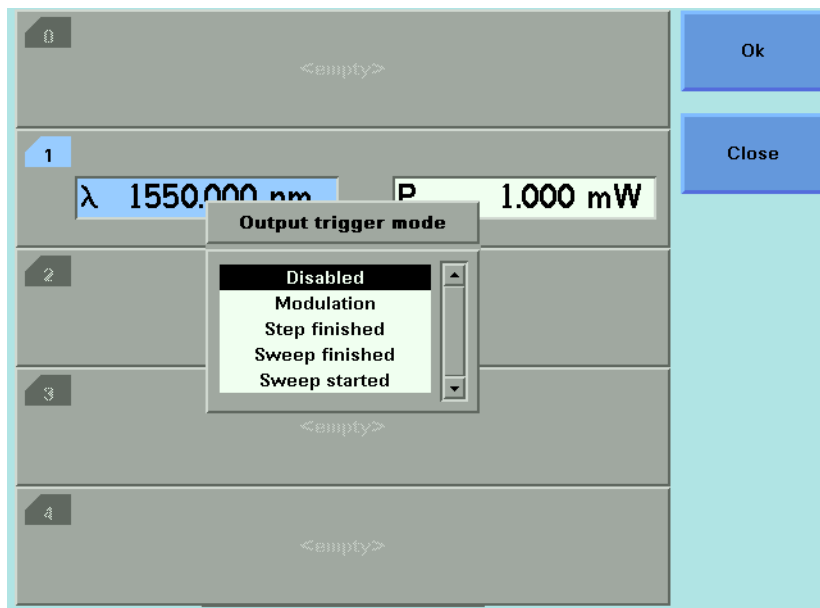 0
<empty>
Ok
1
Close
λ 1550.000 nm
P 1.000 mW
Output trigger mode
2
Disabled
Modulation
Step finished
Sweep finished
Sweep started
3
<empty>
4
<empty>